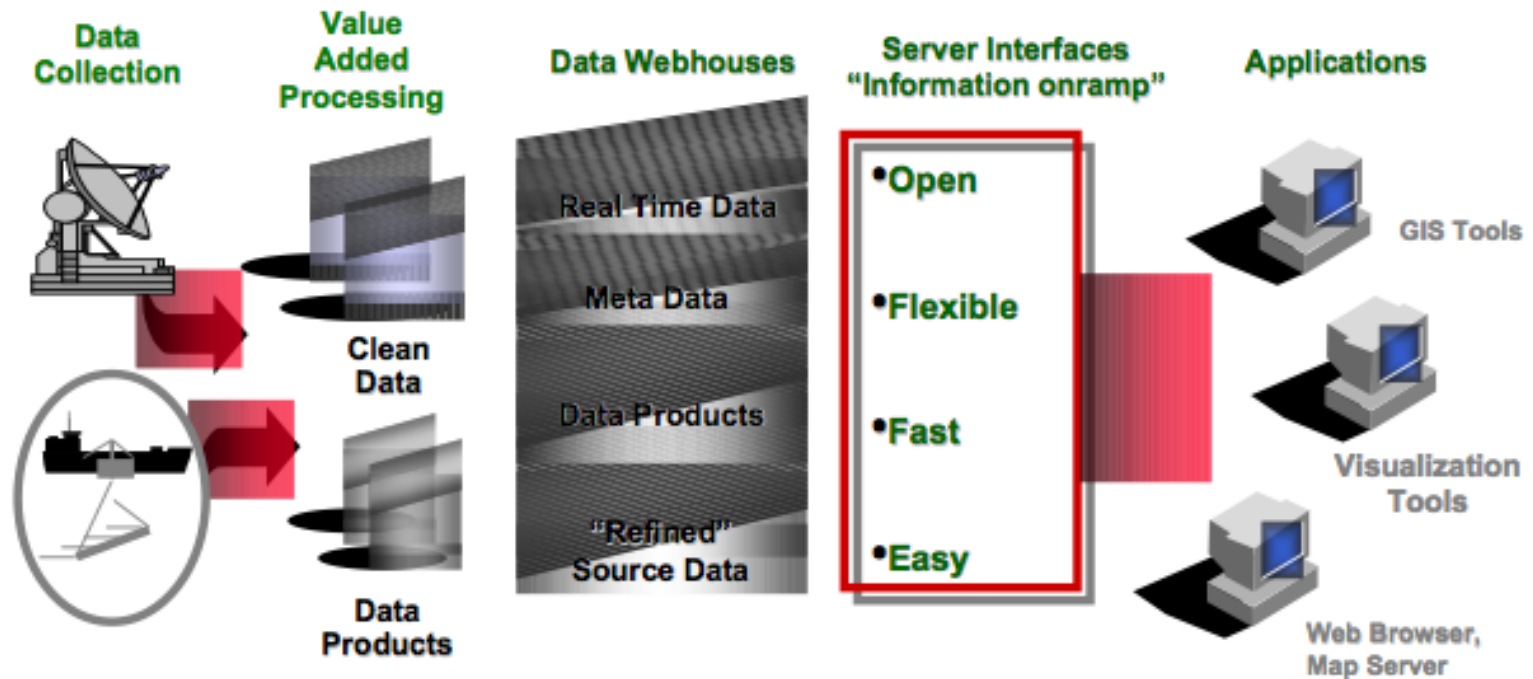 Data
Collection
Value
Added
Processing
Data Webhouses
Server Interfaces
“Information onramp”
Applications
Clean
Data
Data
Products
Real Time Data
Meta Data
Data Products
“Refined”
Source Data
•Open
•Flexible
•Fast
•Easy
GIS Tools
Visualization
Tools
Web Browser,
Map Server